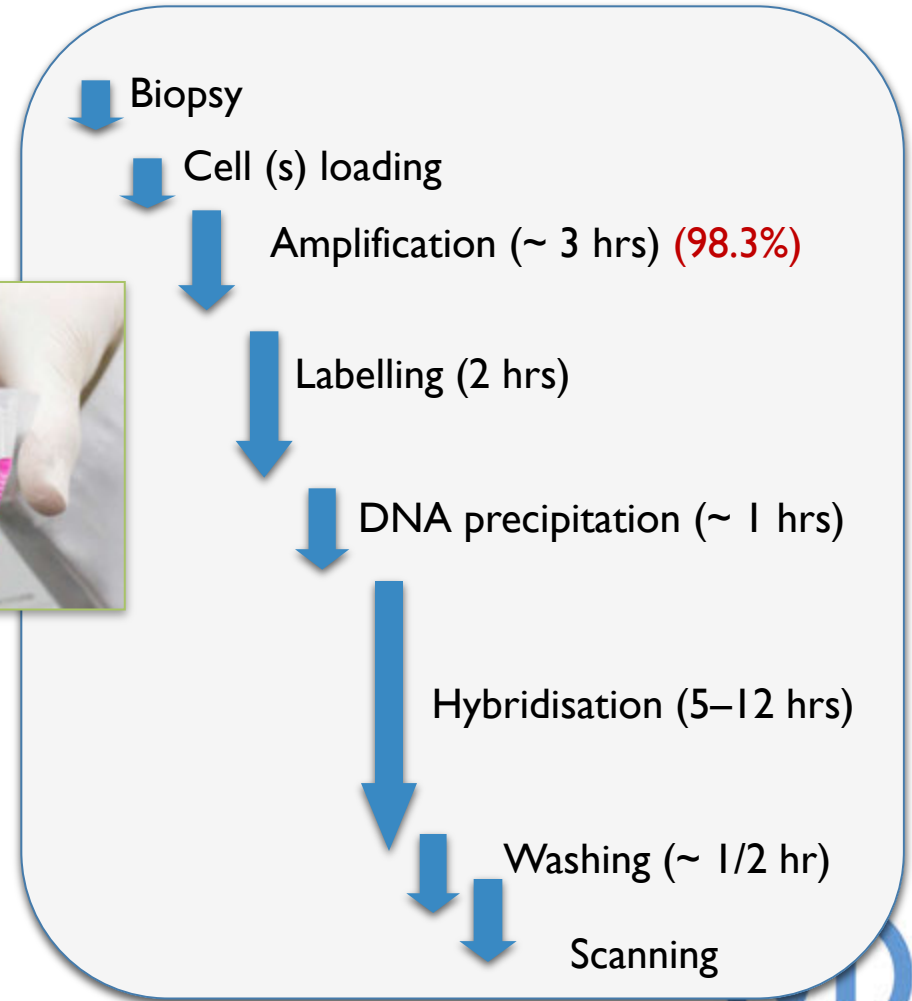 Biopsy
Cell (s) loading
Amplification (~ 3 hrs) (98.3%)
Labelling (2 hrs)
DNA precipitation (~ 1 hrs)
Hybridisation (5–12 hrs)
Washing (~ 1/2 hr)
Scanning